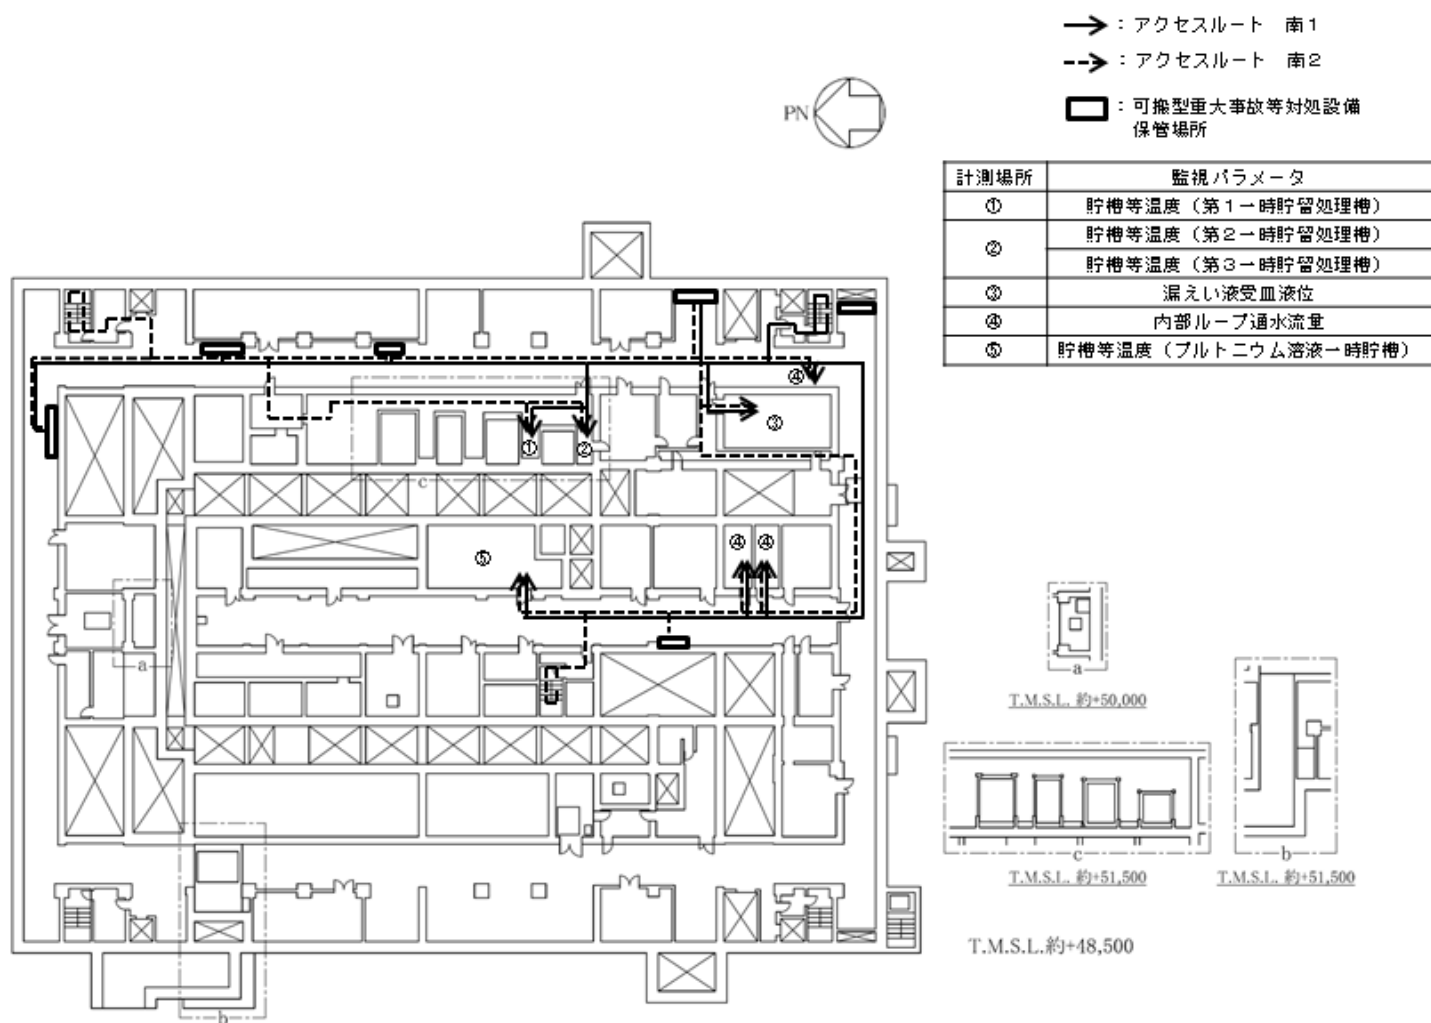 ：アクセスルート　南１
：アクセスルート　南２
：可搬型重大事故等対処設備
保管場所
PN
計測場所
監視パラメータ
①
貯槽等温度（第１一時貯留処理槽）
②
貯槽等温度（第２一時貯留処理槽）
貯槽等温度（第３一時貯留処理槽）
③
漏えい液受皿液位
④
内部ループ通水流量
⑤
貯槽等温度（プルトニウム溶液一時貯槽）
④
③
①
②
c
④
④
⑤
a
b
a
T.M.S.L. 約+50,000
c
T.M.S.L. 約+51,500
b
T.M.S.L. 約+51,500
T.M.S.L.約+48,500